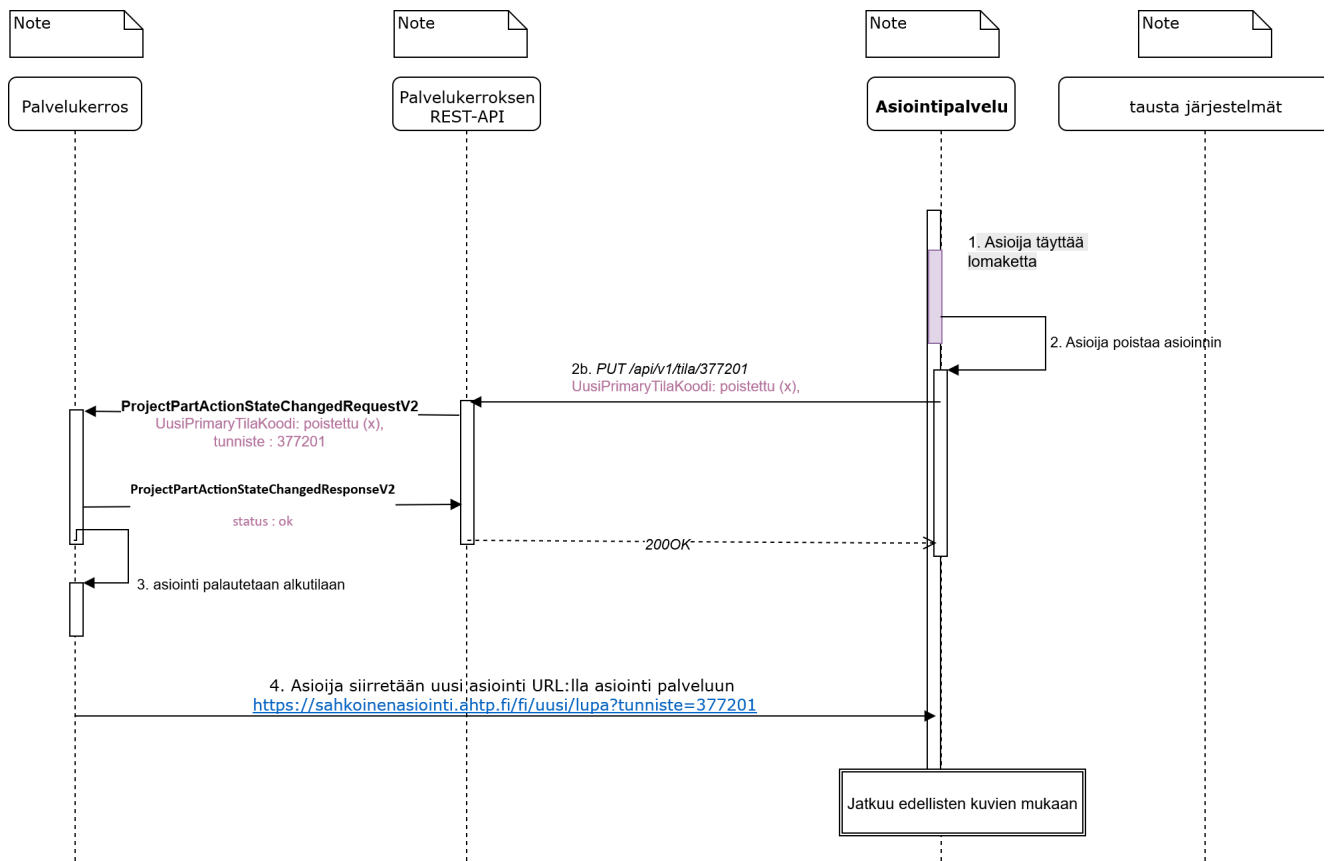 Note
Note
Note
Note
Palvelukerros
Palvelukerroksen
REST-API
Asiointipalvelu
tausta järjestelmät
1. Asioija täyttää
lomaketta
2. Asioija poistaa asioinnin
2b. PUT /api/v1/tila/377201
UusiPrimaryTilaKoodi: poistettu (x),
ProjectPartActionStateChangedRequestV2
UusiPrimaryTilaKoodi: poistettu (x),
tunniste : 377201
ProjectPartActionStateChangedResponseV2
status : ok
200OK
3. asiointi palautetaan alkutilaan
4. Asioija siirretään uusi asiointi URL:lla asiointi palveluun
https://sahkoinenasiointi.ahtp.fi/fi/uusi/lupa?tunniste=377201
Jatkuu edellisten kuvien mukaan